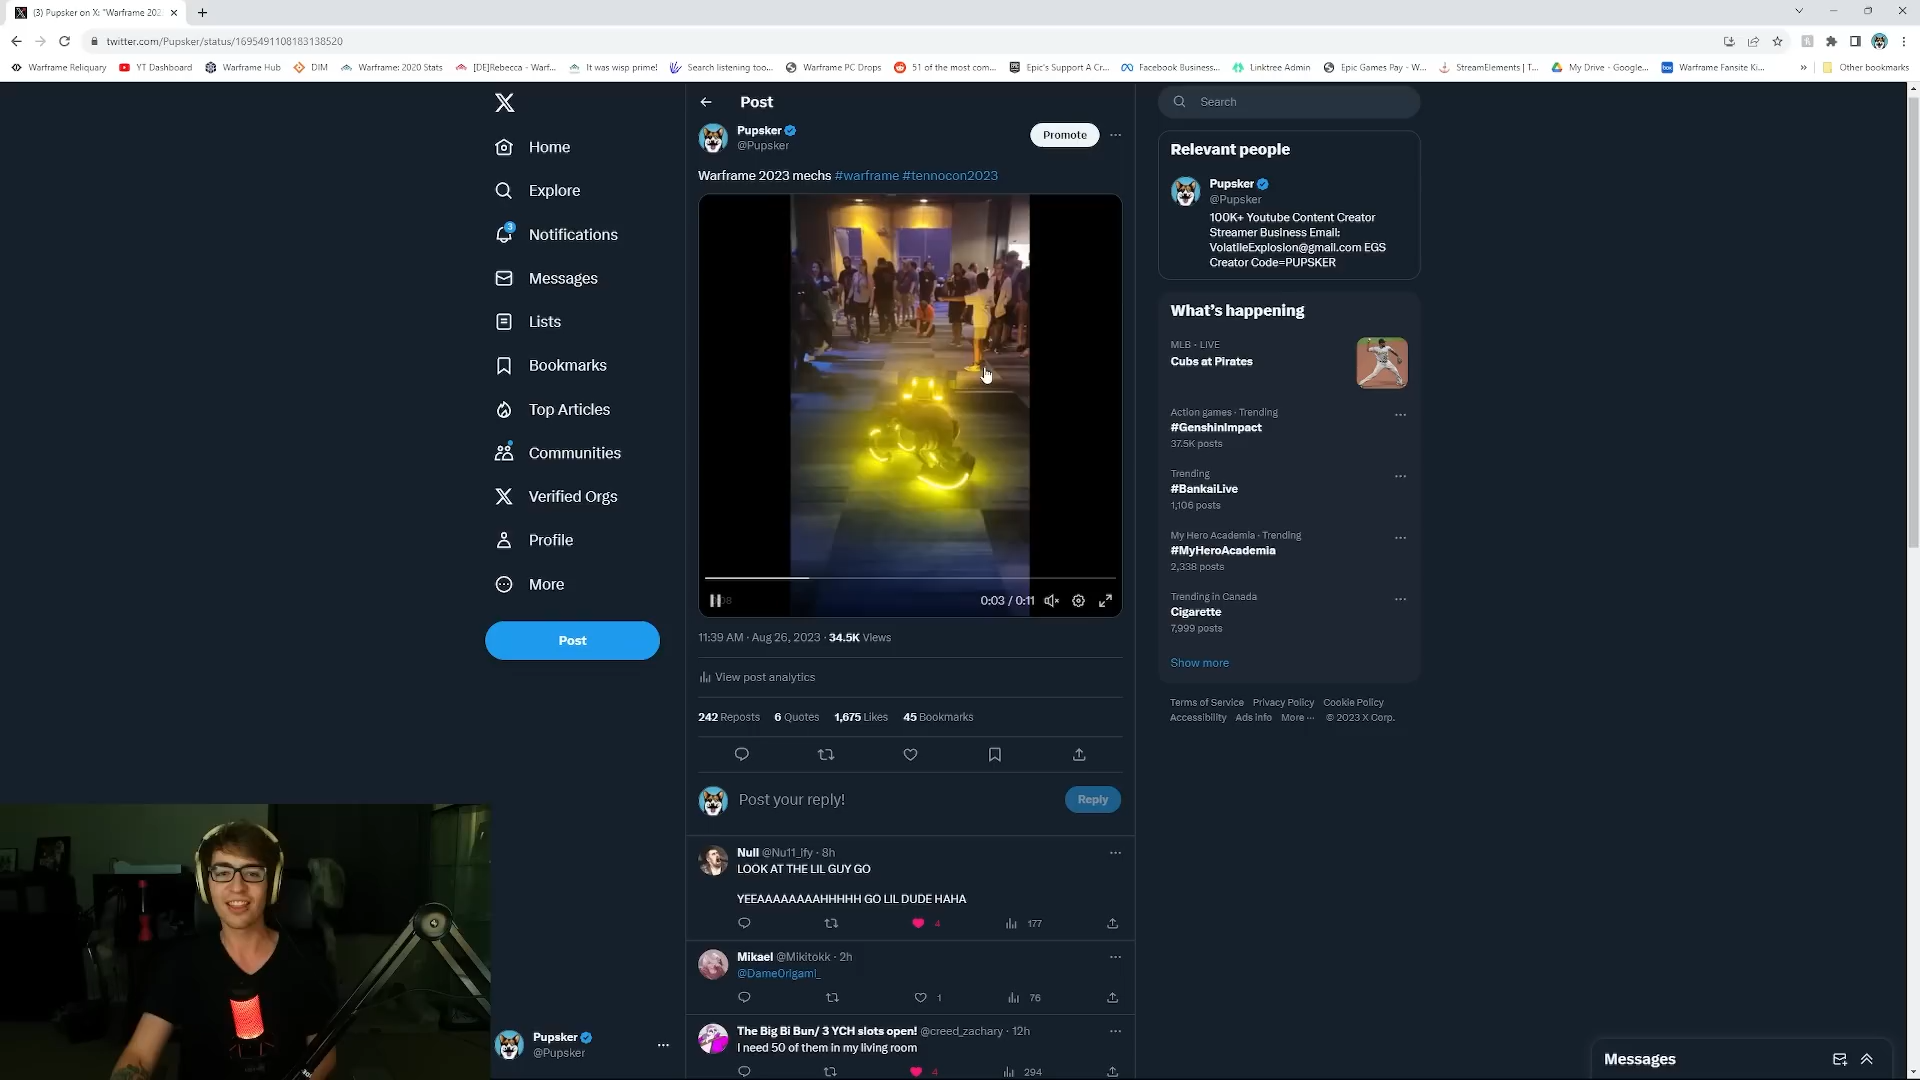 (3) Pupsker on X: "Warframe 202
twitter.com/Pupsker/status/1695491108183138520
Warframe Reliquary
YT Dashboard
Warframe Hub
DIM
Warframe: 2020 Stats
[DE]Rebecca - Warf...
It was wisp prime!
Search listening too...
Warframe PC Drops
51 of the most com...
Epic's Support A Cr...
Facebook Business...
Linktree Admin
Epic Games Pay - W...
StreamElements | T...
My Drive - Google...
Warframe Fansite Ki...
»
Other bookmarks
Home
Explore
3
Notifications
Messages
Lists
Bookmarks
Top Articles
Communities
Verified Orgs
Profile
More
Post
Pupsker
@Pupsker
Post
Pupsker
@Pupsker
Promote
Warframe 2023 mechs #warframe #tennocon2023
0:03 / 0:11
11:39 AM · Aug 26, 2023 · 34.5K Views
View post analytics
242 Reposts 6 Quotes 1,675 Likes 45 Bookmarks
Post your reply!
Reply
Null @Nu11_ify · 8h
LOOK AT THE LIL GUY GO
YEEAAAAAAAAHHHHH GO LIL DUDE HAHA
4
177
Mikael @Mikitokk · 2h
@Dame0rigami_
1
76
The Big Bi Bun/ 3 YCH slots open! @creed_zachary · 12h
I need 50 of them in my living room
4
294
Search
Relevant people
Pupsker
@Pupsker
100K+ Youtube Content Creator
Streamer Business Email:
VolatileExplosion@gmail.com EGS
Creator Code=PUPSKER
What's happening
MLB · LIVE
Cubs at Pirates
Action games · Trending
#GenshinImpact
37.5K posts
Trending
#BankaiLive
1,106 posts
My Hero Academia · Trending
#MyHeroAcademia
2,338 posts
Trending in Canada
Cigarette
7,999 posts
Show more
Terms of Service Privacy Policy Cookie Policy
Accessibility Ads info More ··· © 2023 X Corp.
Messages